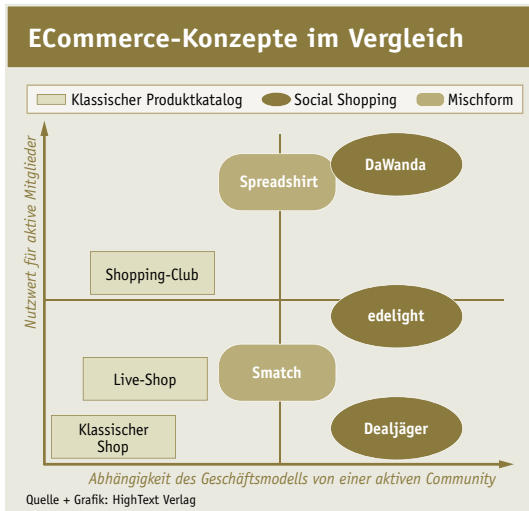 ECommerce-Konzepte im Vergleich
Klassischer Produktkatalog
Social Shopping
Mischform
Nutzwert für aktive Mitglieder
DaWanda
Spreadshirt
Shopping-Club
edelight
Live-Shop
Smatch
Klassischer
Shop
Dealjäger
Abhängigkeit des Geschäftsmodells von einer aktiven Community
Quelle + Grafik: HighText Verlag